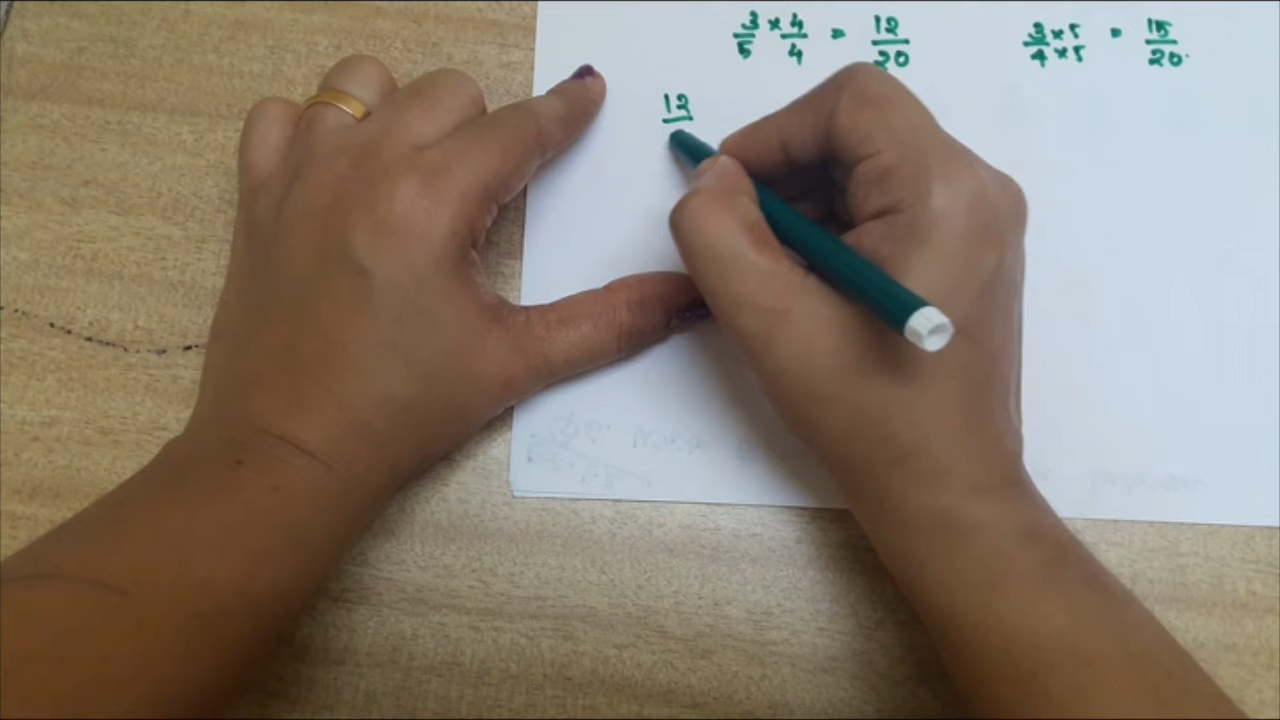 3/5 × 4/4 = 12/20 3×5/4×5 = 15/20
12